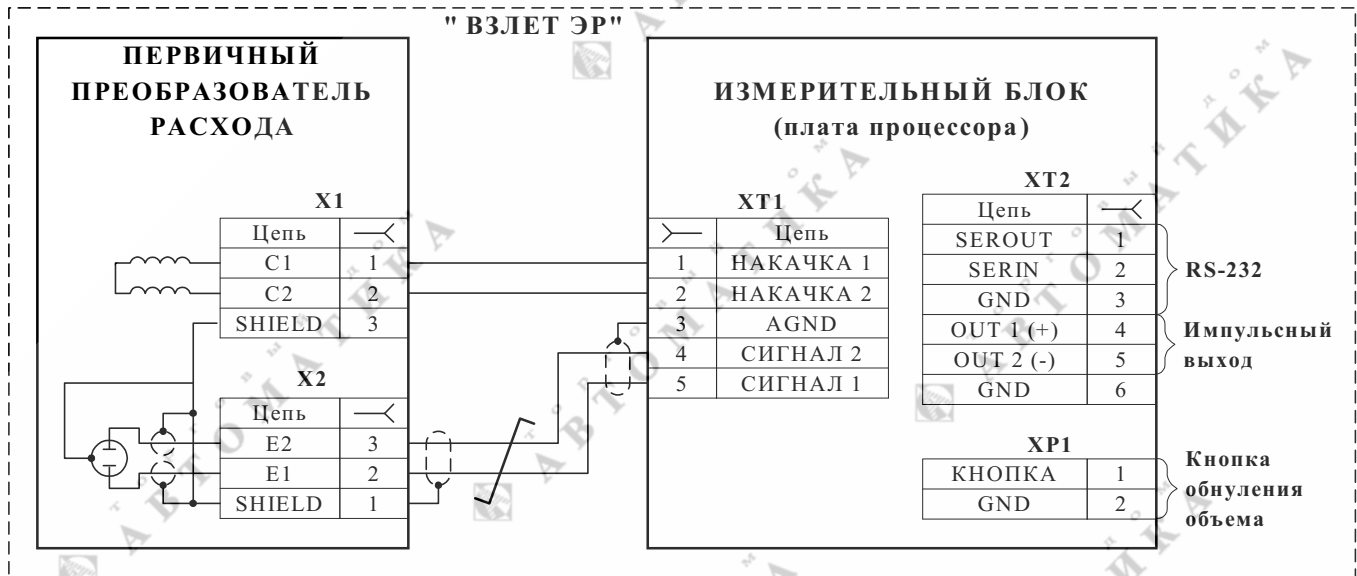 " ВЗЛЕТ ЭР"
ПЕРВИЧНЫЙ
ПРЕОБРАЗОВАТЕЛЬ
РАСХОДА
X1
Цепь
C1 1
C2 2
SHIELD 3
X2
Цепь
E2 3
E1 2
SHIELD 1
ИЗМЕРИТЕЛЬНЫЙ БЛОК
(плата процессора)
XT1
Цепь
1 НАКАЧКА 1
2 НАКАЧКА 2
3 AGND
4 СИГНАЛ 2
5 СИГНАЛ 1
XT2
Цепь
SEROUT 1
SERIN 2
GND 3
OUT 1 (+) 4
OUT 2 (-) 5
GND 6
RS-232
Импульсный
выход
XP1
КНОПКА 1
GND 2
Кнопка
обнуления
объема
торговый дом
АВТОМАТИКА